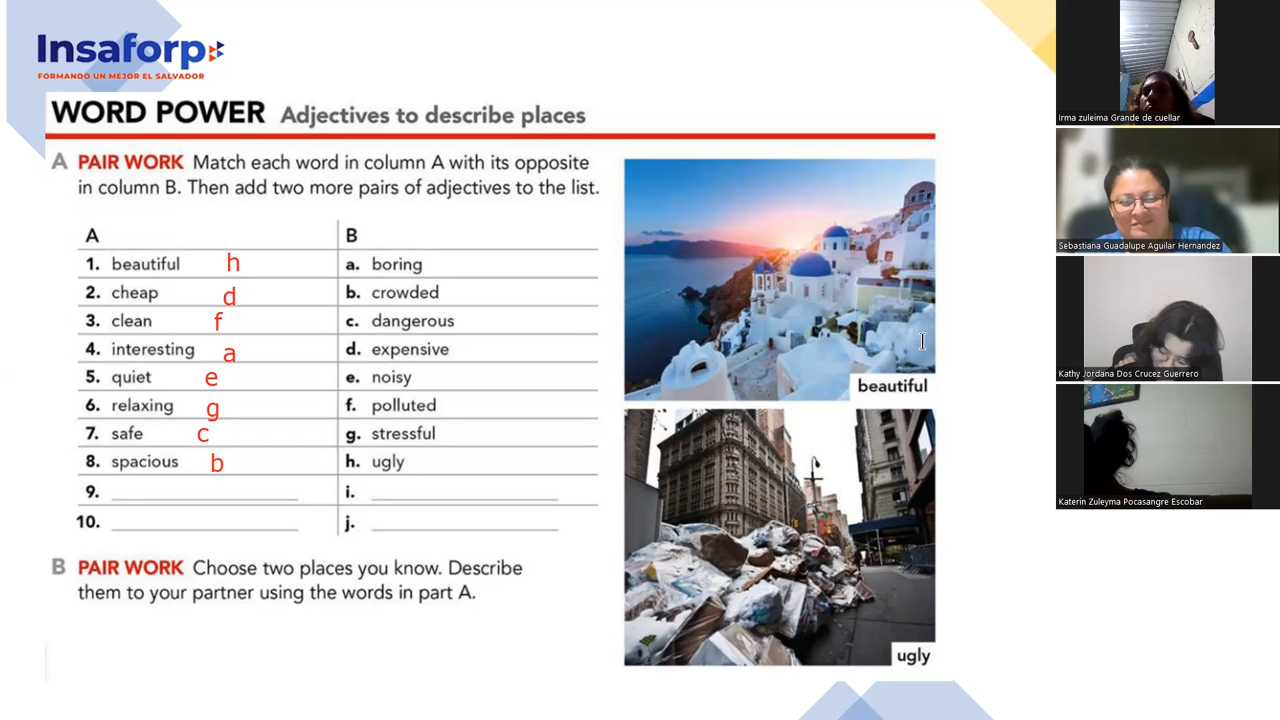 Insaforp
FORMANDO UN MEJOR EL SALVADOR
WORD POWER Adjectives to describe places
A PAIR WORK Match each word in column A with its opposite
in column B. Then add two more pairs of adjectives to the list.
A B
1. beautiful h a. boring
2. cheap d b. crowded
3. clean f c. dangerous
4. interesting a d. expensive
5. quiet e e. noisy
6. relaxing g f. polluted
7. safe c g. stressful
8. spacious b h. ugly
9. i.
10. j.
B PAIR WORK Choose two places you know. Describe
them to your partner using the words in part A.
beautiful
ugly
Irma zuleima Grande de cuellar
Sebastiana Guadalupe Aguilar Hernandez
Kathy Jordana Dos Crucez Guerrero
Katerin Zuleyma Pocasangre Escobar